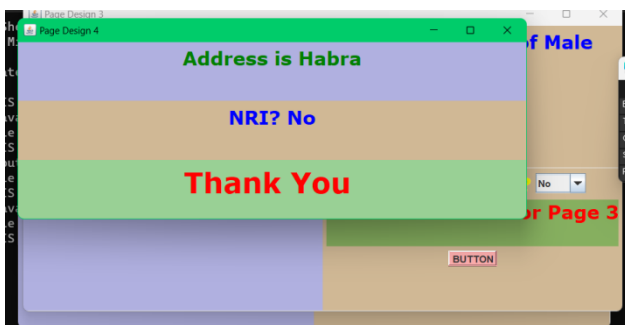 Page Design 3
Page Design 4
Address is Habra
of Male
NRI? No
No
Thank You
or Page 3
BUTTON